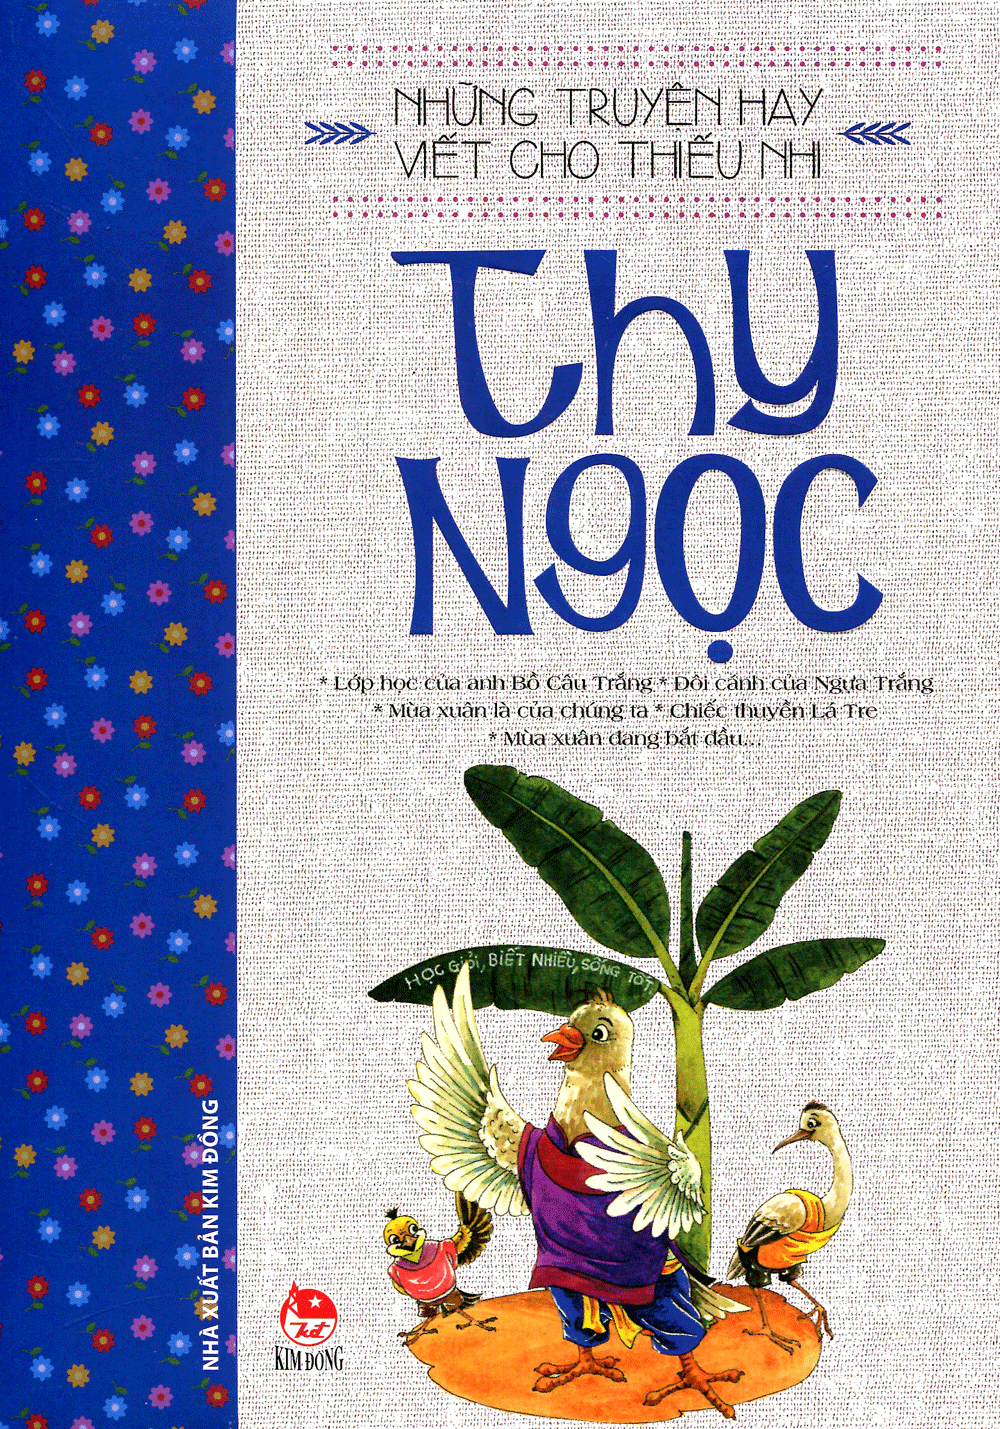 NHỮNG TRUYỆN HAY
VIẾT CHO THIẾU NHI
Thy
NGỌC
* Lớp học của anh Bồ Câu Trắng * Đôi cánh của Ngựa Trắng
* Mùa xuân là của chúng ta * Chiếc thuyền Lá Tre
* Mùa xuân đang bắt đầu...
HỌC GIỎI, BIẾT NHIỀU, SỐNG TỐT
NHÀ XUẤT BẢN KIM ĐỒNG
kđ
KIM ĐỒNG